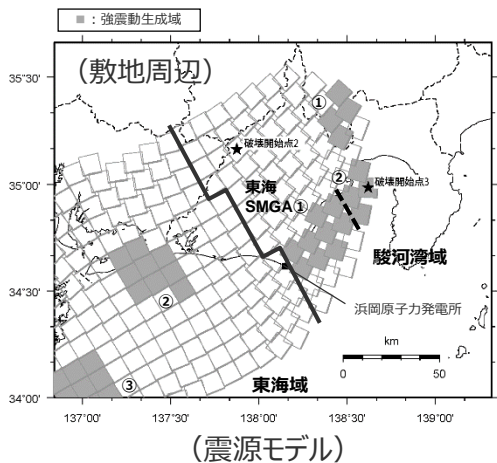 ■：強震動生成域
（敷地周辺）
35°30'
35°00'
34°30'
34°00'
①
破壊開始点2
②
破壊開始点3
東海
SMGA①
駿河湾域
②
浜岡原子力発電所
km
0
50
③
東海域
137°00'
137°30'
138°00'
138°30'
139°00'
（震源モデル）